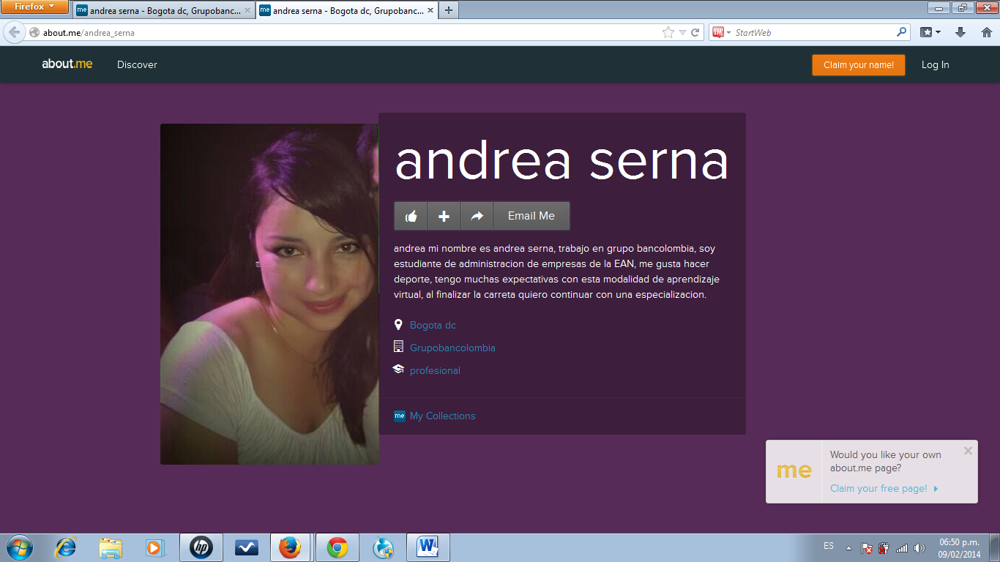 Firefox
andrea serna - Bogota dc, Grupobanc...
andrea serna - Bogota dc, Grupobanc...
about.me/andrea_serna
StartWeb
about.me
Discover
Claim your name!
Log In
andrea serna
Email Me
andrea mi nombre es andrea serna, trabajo en grupo bancolombia, soy
estudiante de administracion de empresas de la EAN, me gusta hacer
deporte, tengo muchas expectativas con esta modalidad de aprendizaje
virtual, al finalizar la carreta quiero continuar con una especializacion.
Bogota dc
Grupobancolombia
profesional
me My Collections
me
Would you like your own
about.me page?
Claim your free page!
ES
06:50 p.m.
09/02/2014